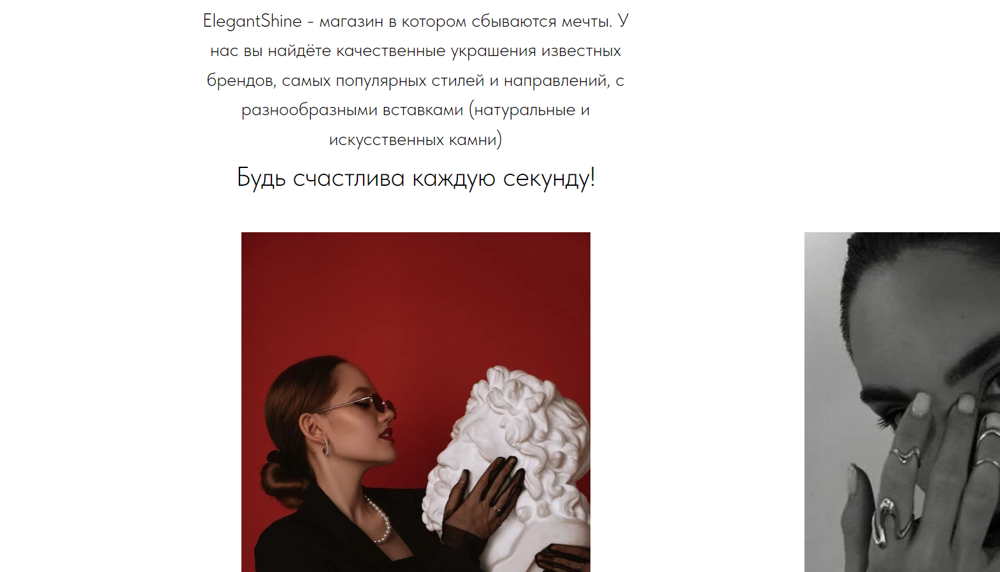 ElegantShine - магазин в котором сбываются мечты. У
нас вы найдёте качественные украшения известных
брендов, самых популярных стилей и направлений, с
разнообразными вставками (натуральные и
искусственных камни)
Будь счастлива каждую секунду!